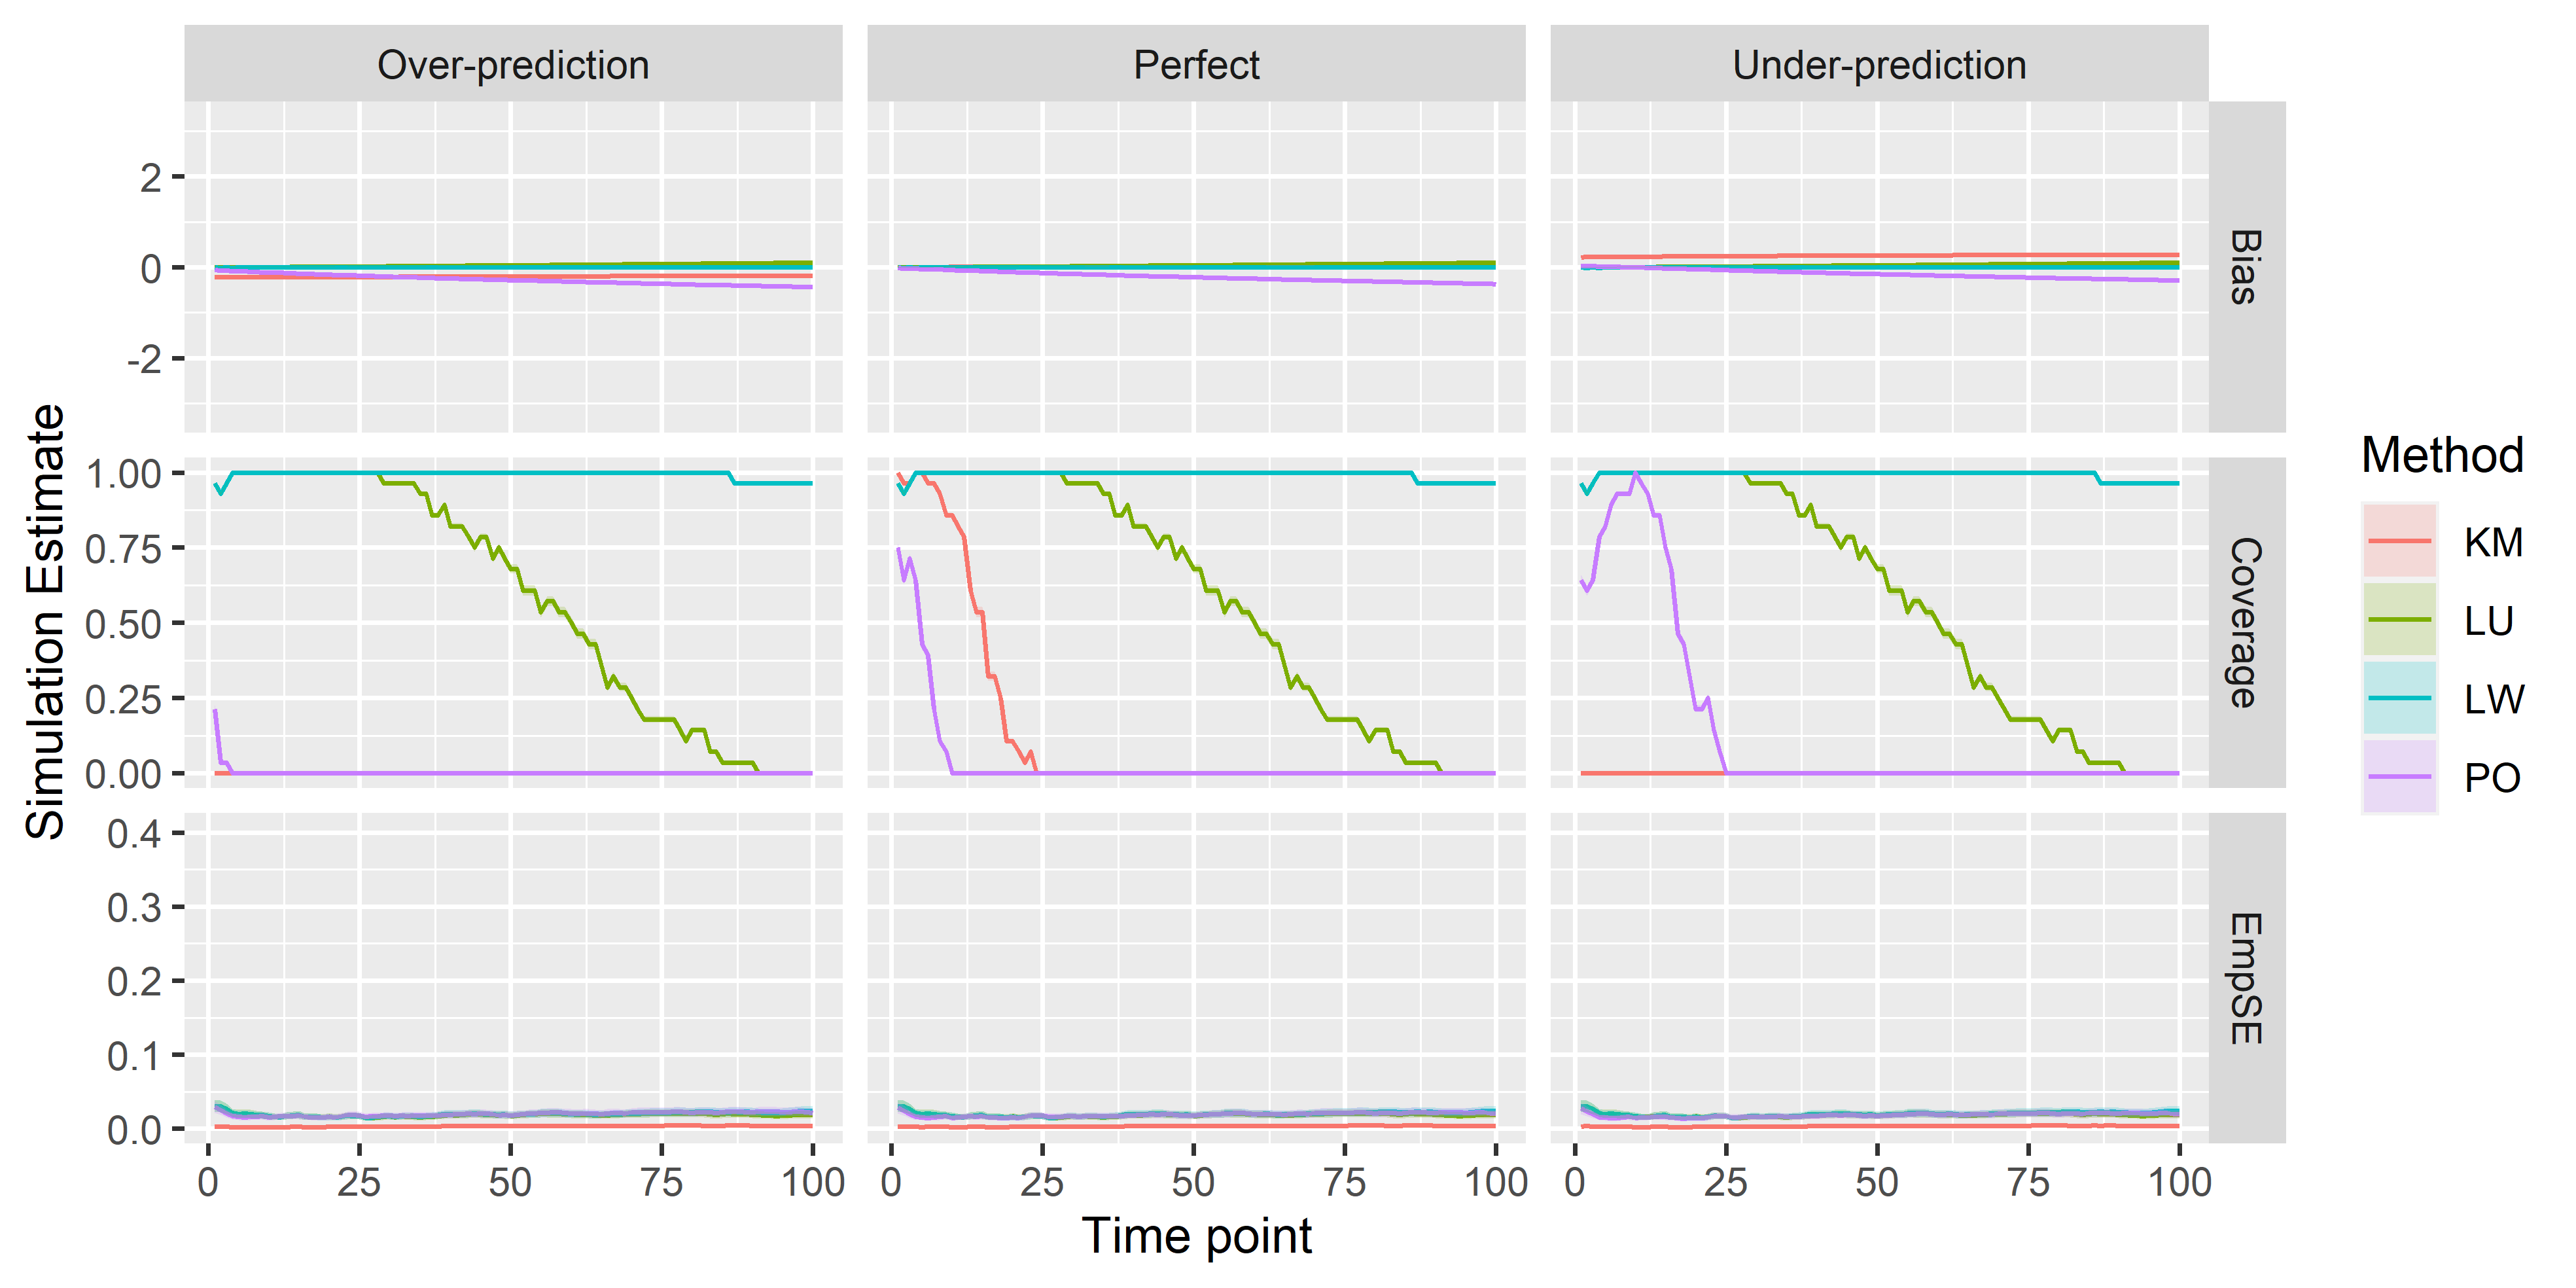 Over-prediction
Perfect
Under-prediction
Simulation Estimate
2
0
-2
Bias
1.00
0.75
0.50
0.25
0.00
Coverage
0.4
0.3
0.2
0.1
0.0
EmpSE
0 25 50 75 100
0 25 50 75 100
0 25 50 75 100
Time point
Method
KM
LU
LW
PO